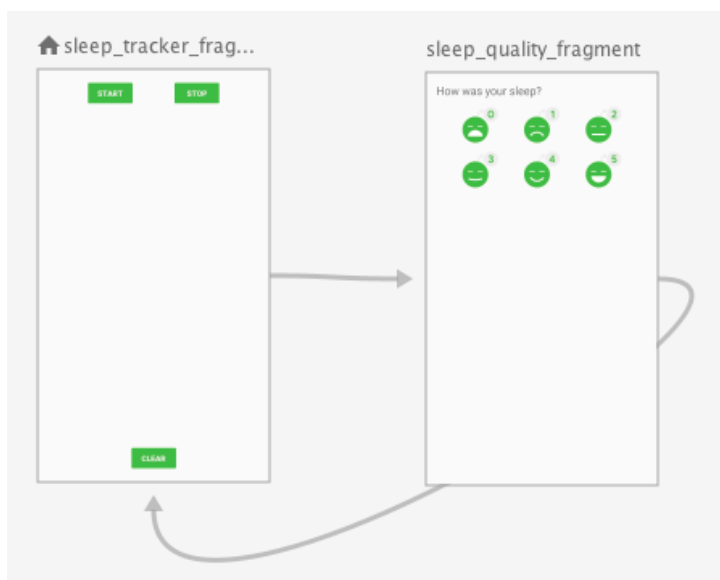 sleep_tracker_frag...
START STOP
CLEAR
sleep_quality_fragment
How was your sleep?
0 1 2
3 4 5